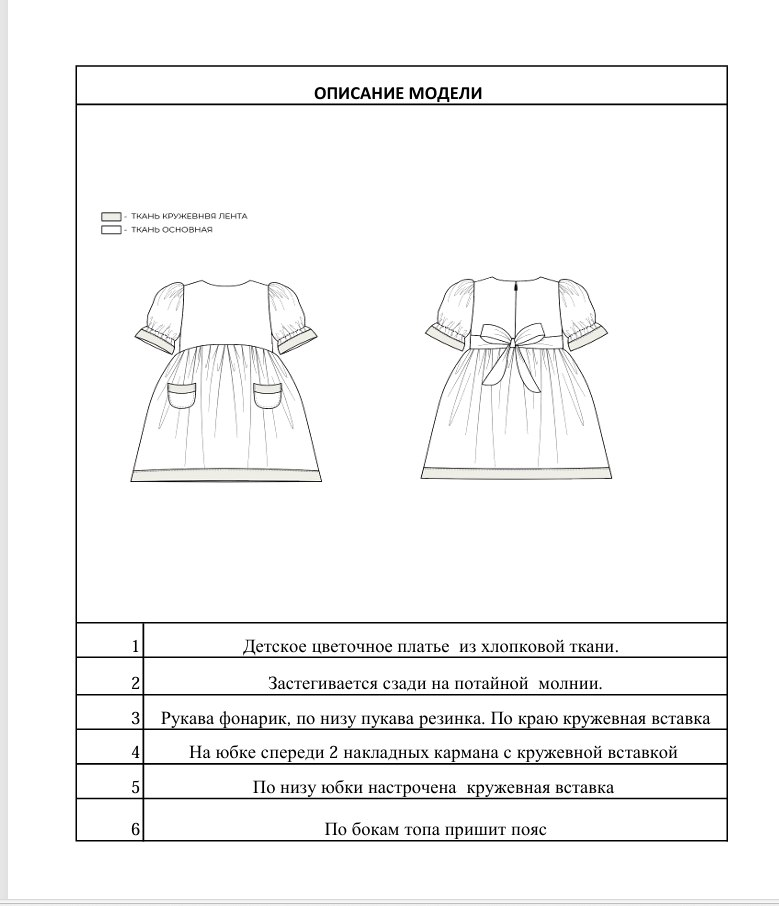 ОПИСАНИЕ МОДЕЛИ
- ТКАНЬ КРУЖЕВНВЯ ЛЕНТА
- ТКАНЬ ОСНОВНАЯ
1 Детское цветочное платье из хлопковой ткани.
2 Застегивается сзади на потайной молнии.
3 Рукава фонарик, по низу пукава резинка. По краю кружевная вставка
4 На юбке спереди 2 накладных кармана с кружевной вставкой
5 По низу юбки настрочена кружевная вставка
6 По бокам топа пришит пояс